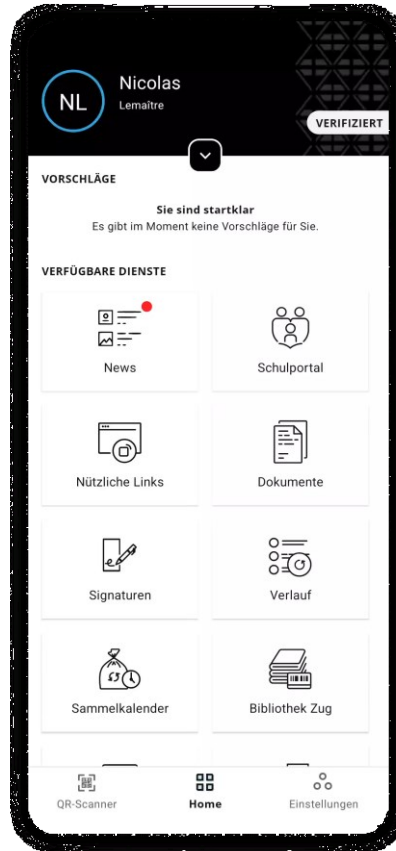 NL
Nicolas
Lemaître
VERIFIZIERT
VORSCHLÄGE
Sie sind startklar
Es gibt im Moment keine Vorschläge für Sie.
VERFÜGBARE DIENSTE
News
Schulportal
Nützliche Links
Dokumente
Signaturen
Verlauf
Sammelkalender
Bibliothek Zug
QR-Scanner
Home
Einstellungen